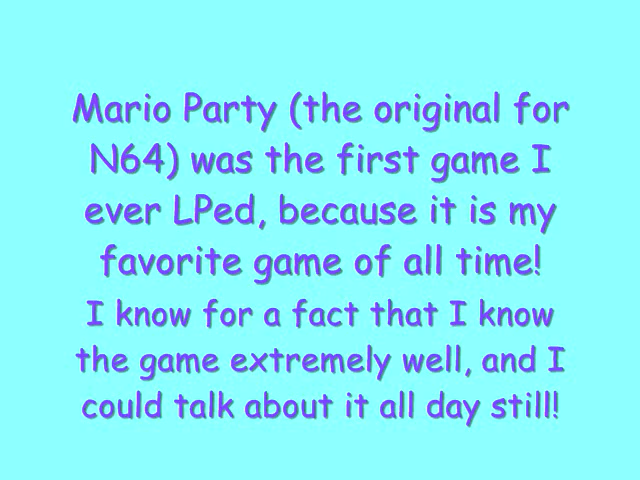 Mario Party (the original for
N64) was the first game I
ever LPed, because it is my
favorite game of all time!
I know for a fact that I know
the game extremely well, and I
could talk about it all day still!